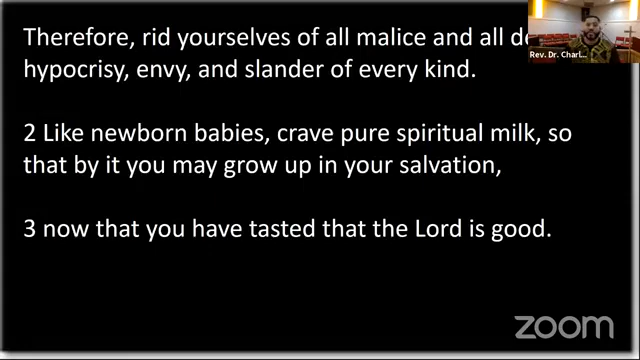 Therefore, rid yourselves of all malice and all de
hypocrisy, envy, and slander of every kind.
2 Like newborn babies, crave pure spiritual milk, so
that by it you may grow up in your salvation,
3 now that you have tasted that the Lord is good.
Rev. Dr. Charl...
zoom